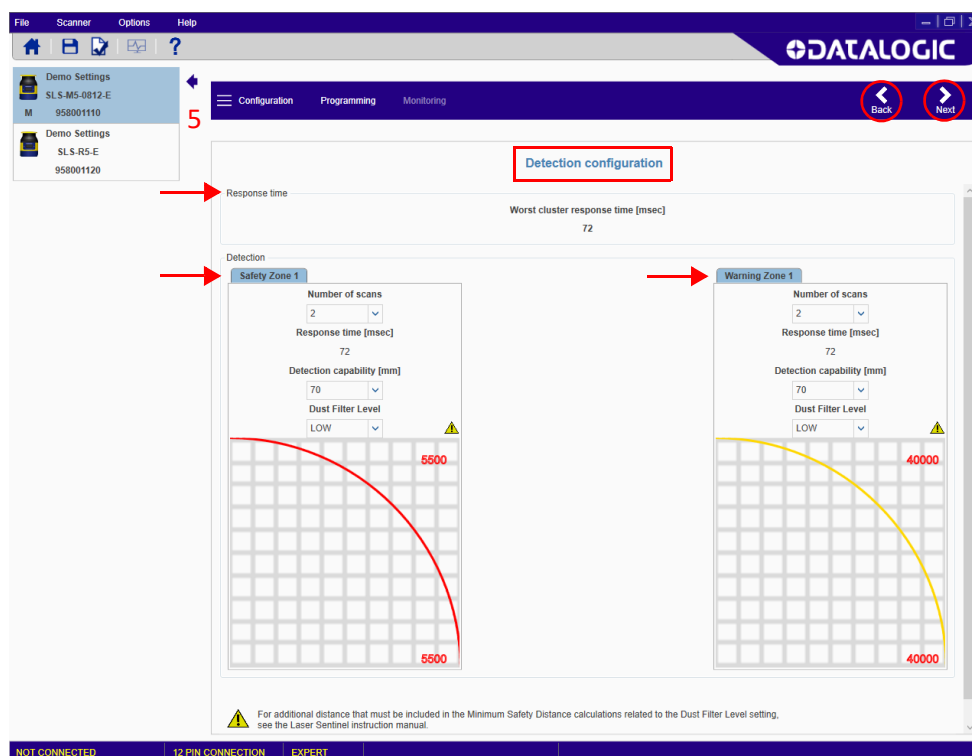 File Scanner Options Help
DATALOGIC
Demo Settings
SLS-M5-0812-E
M 958001110
Demo Settings
SLS-R5-E
958001120
5
Configuration Programming Monitoring
Back Next
Detection configuration
Response time
Worst cluster response time [msec]
72
Detection
Safety Zone 1
Number of scans
2
Response time [msec]
72
Detection capability [mm]
70
Dust Filter Level
LOW
5500
5500
Warning Zone 1
Number of scans
2
Response time [msec]
72
Detection capability [mm]
70
Dust Filter Level
LOW
40000
40000
For additional distance that must be included in the Minimum Safety Distance calculations related to the Dust Filter Level setting,
see the Laser Sentinel instruction manual.
NOT CONNECTED 12 PIN CONNECTION EXPERT